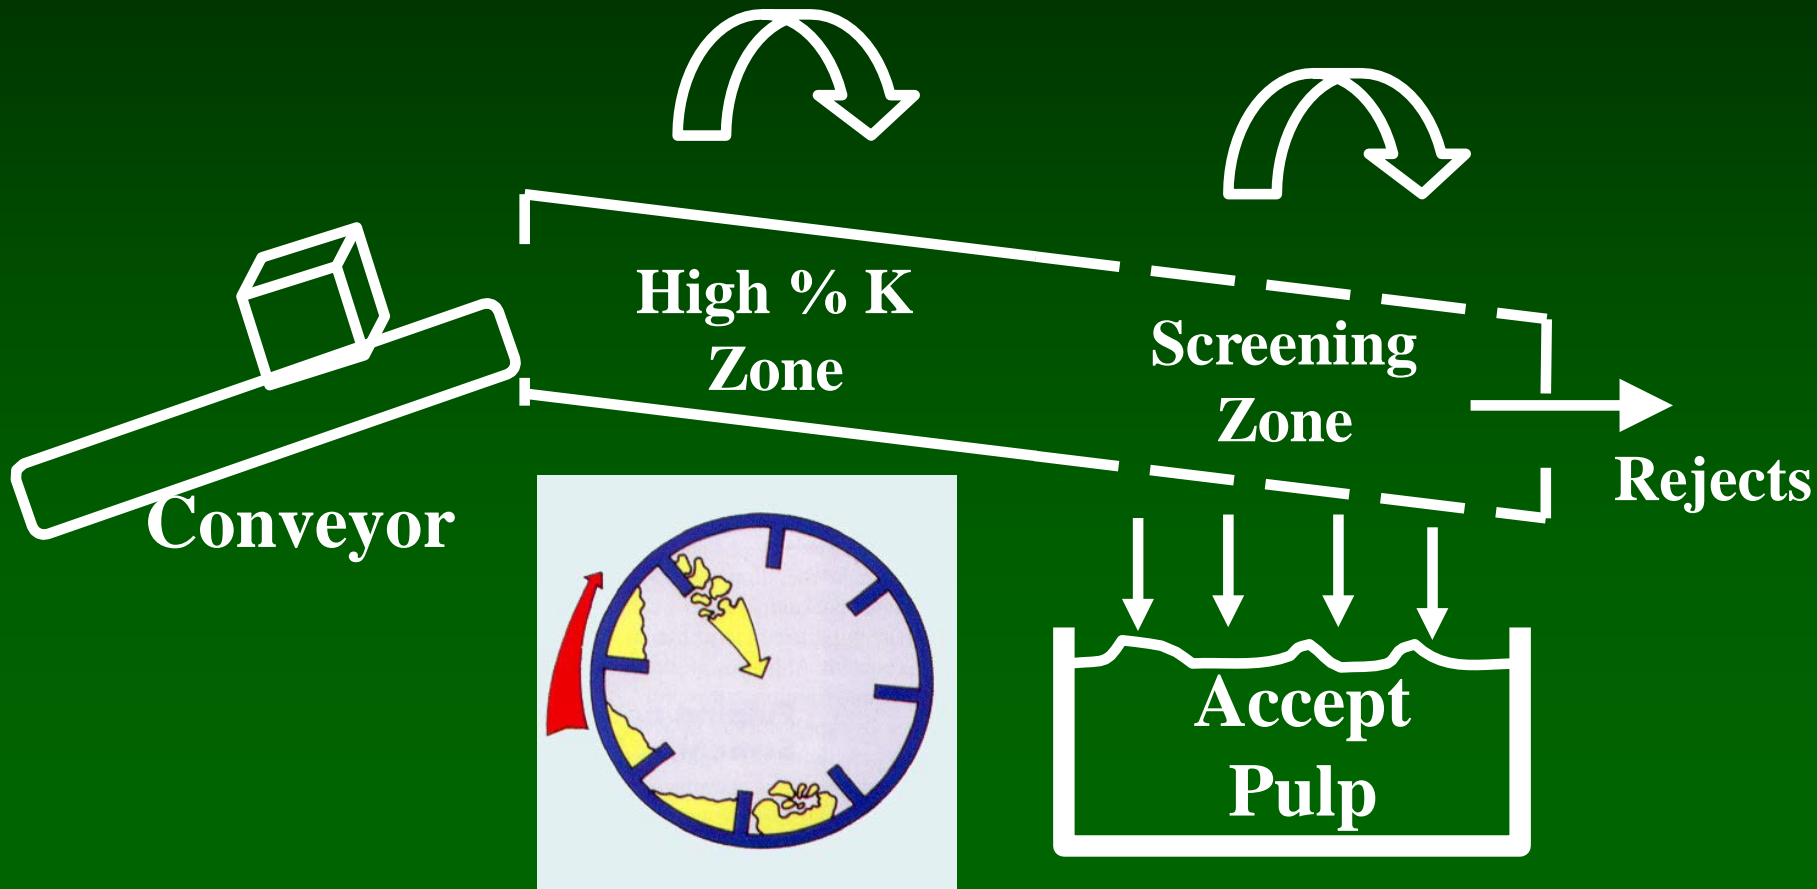 High % K
Zone
Screening
Zone
Rejects
Conveyor
Accept
Pulp